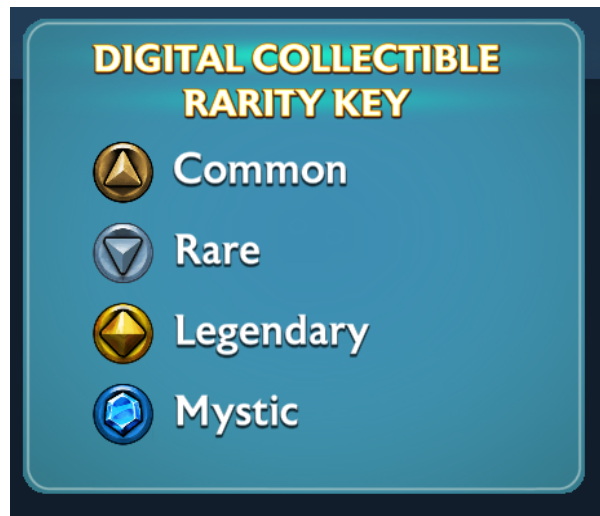 DIGITAL COLLECTIBLE
RARITY KEY
Common
Rare
Legendary
Mystic